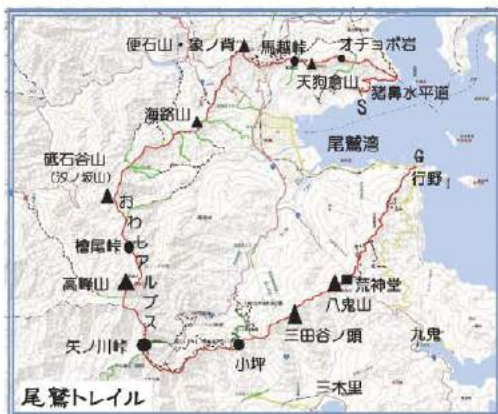 便石山・象ノ背
馬越峠
オチョボ岩
天狗倉山
猪鼻水平道
S
海路山
尾鷲湾
G
行野
砥石谷山
(汐ノ坂山)
おわせアルプス
檜尾峠
高峰山
荒神堂
八鬼山
三田谷ノ頭
九鬼
矢ノ川峠
小坪
三木里
尾鷲トレイル